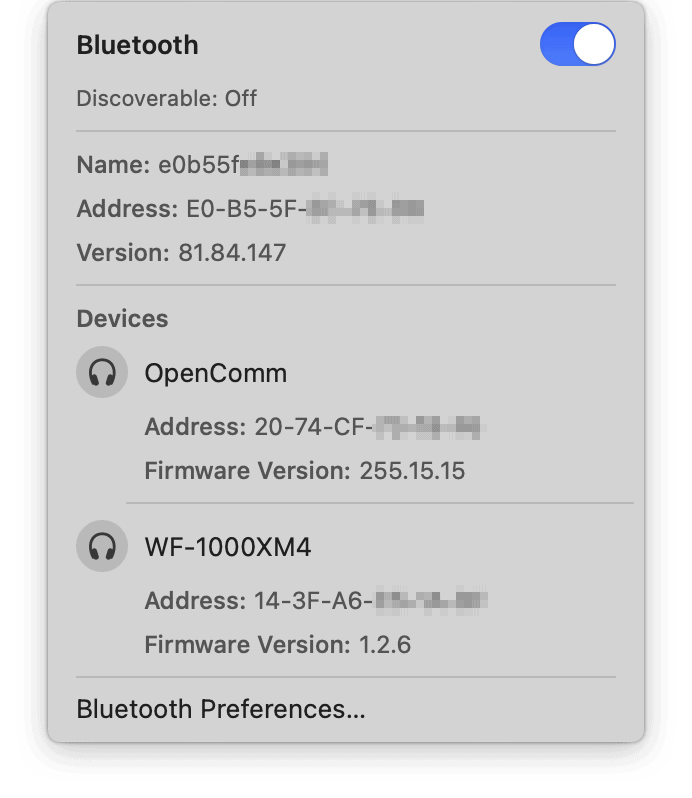 Bluetooth
Discoverable: Off
Name: e0b55f
Address: E0-B5-5F-
Version: 81.84.147
Devices
OpenComm
Address: 20-74-CF-
Firmware Version: 255.15.15
WF-1000XM4
Address: 14-3F-A6-
Firmware Version: 1.2.6
Bluetooth Preferences...